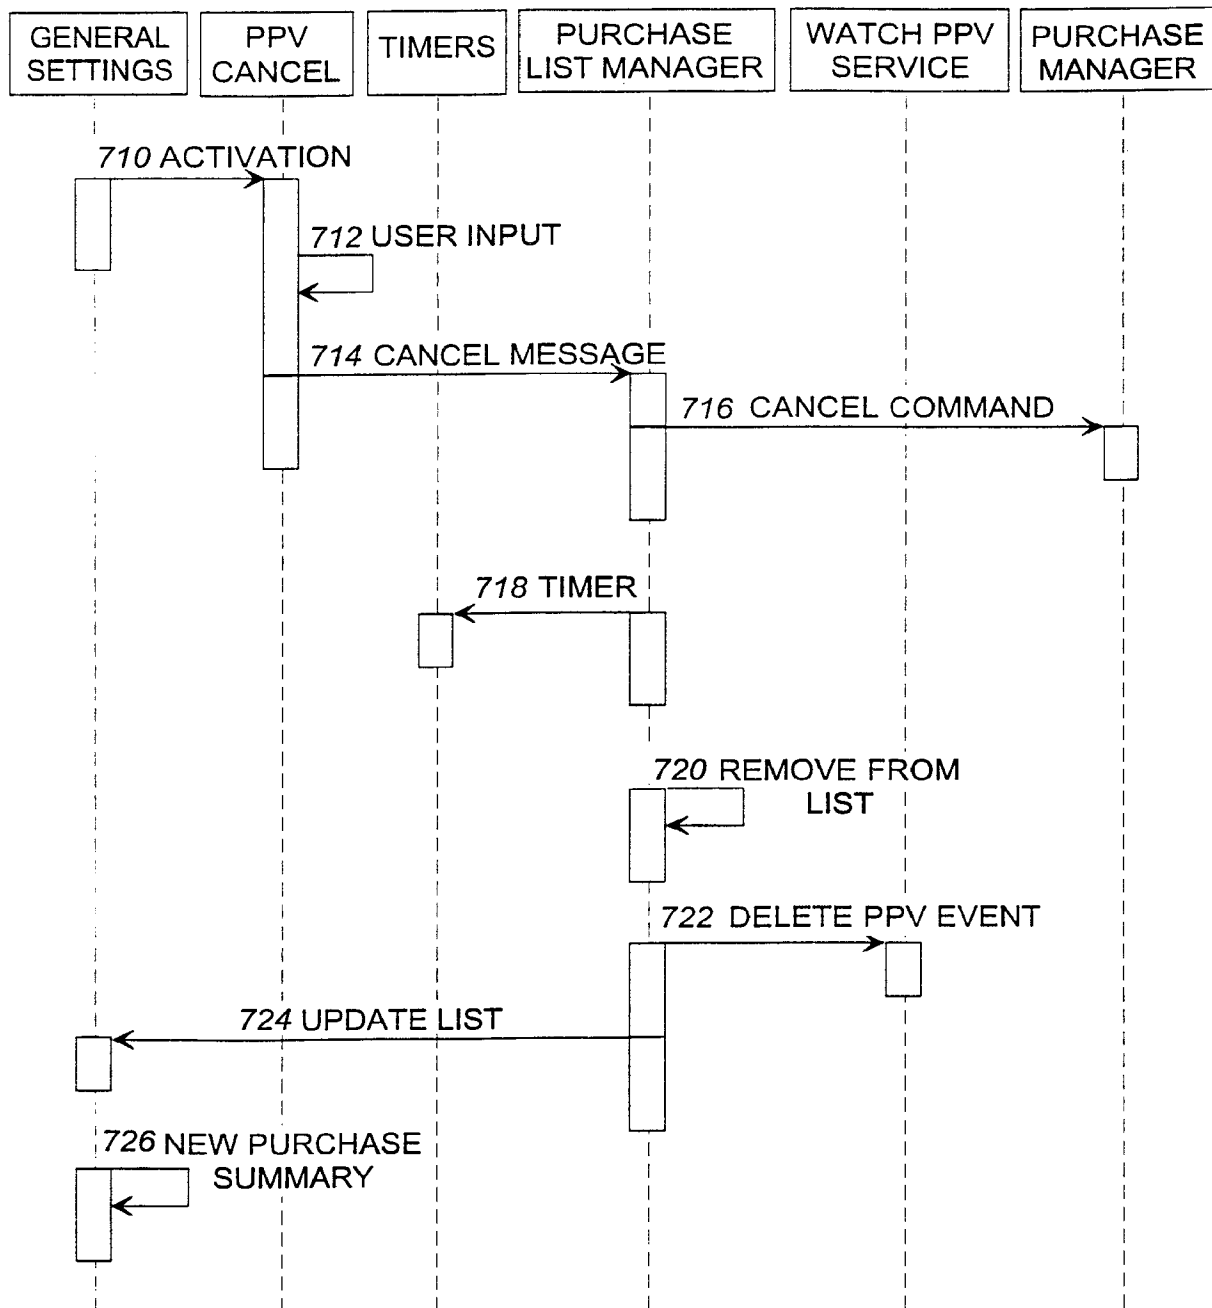 GENERAL
SETTINGS
PPV
CANCEL
TIMERS
PURCHASE
LIST MANAGER
WATCH PPV
SERVICE
PURCHASE
MANAGER
710 ACTIVATION
712 USER INPUT
714 CANCEL MESSAGE
716 CANCEL COMMAND
718 TIMER
720 REMOVE FROM
LIST
722 DELETE PPV EVENT
724 UPDATE LIST
726 NEW PURCHASE
SUMMARY